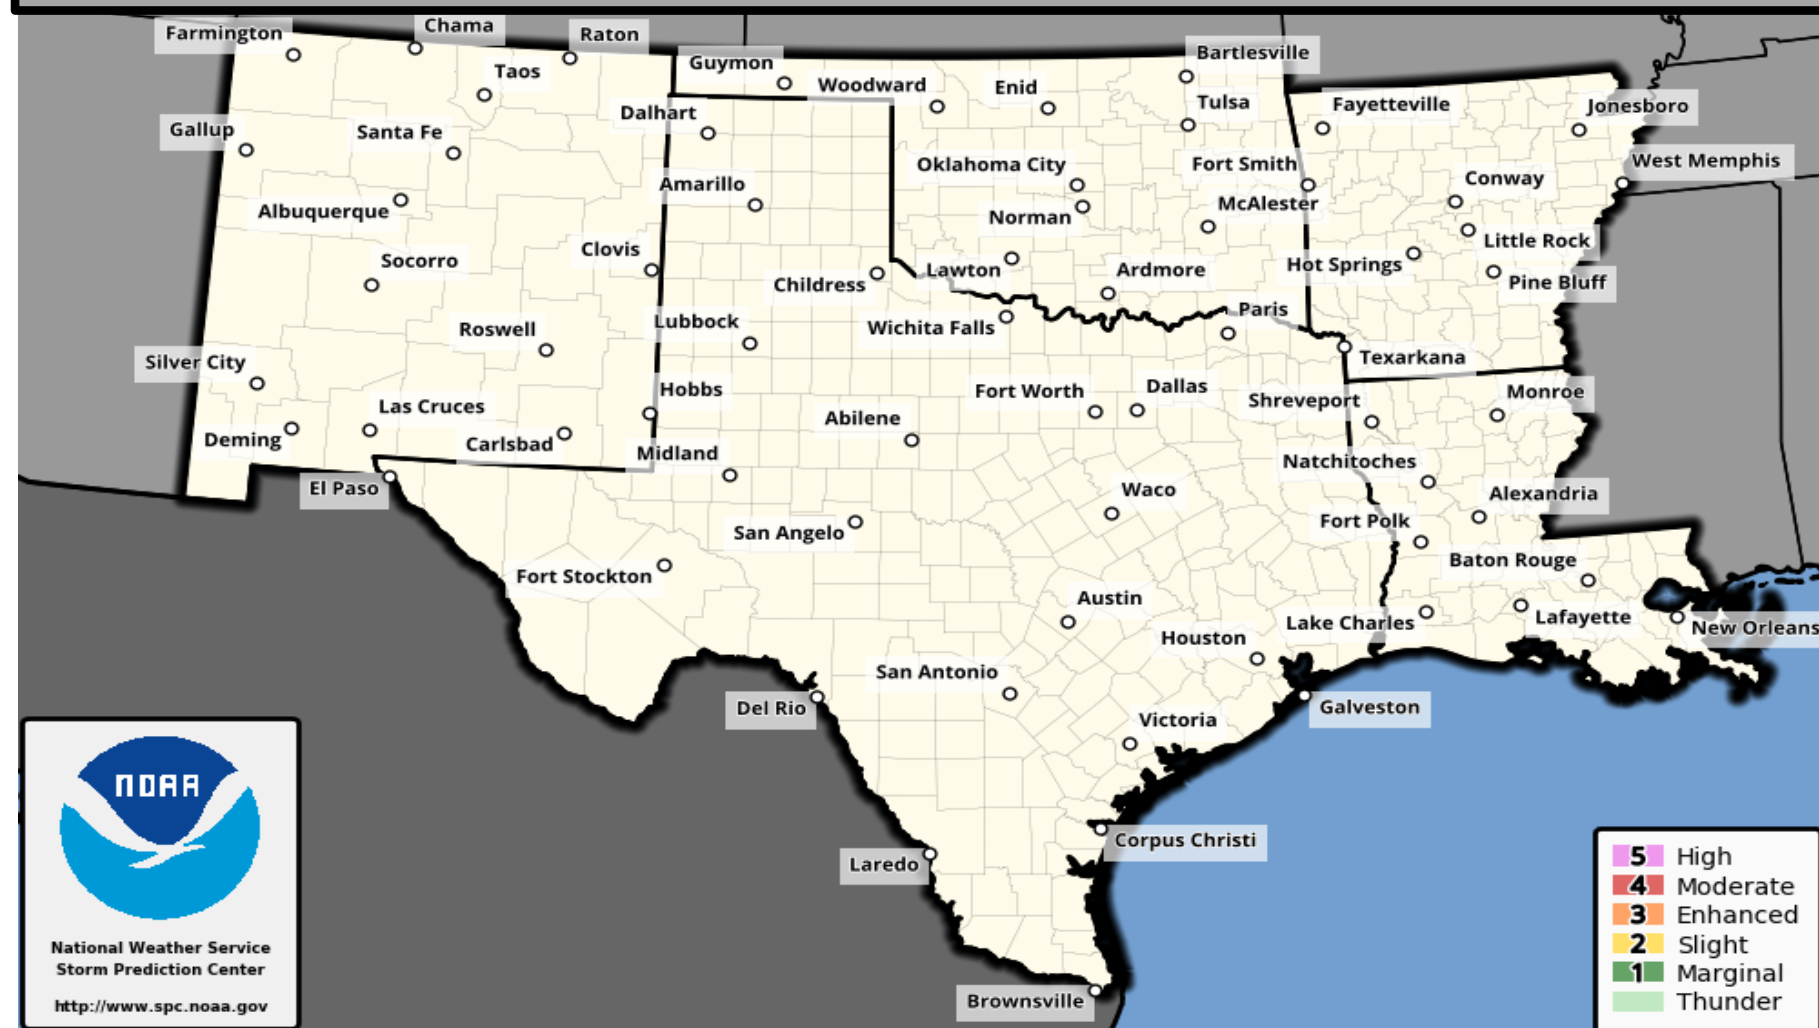 Farmington
Chama
Raton
Taos
Guymon
Woodward
Enid
Bartlesville
Tulsa
Fayetteville
Jonesboro
Gallup
Santa Fe
Dalhart
Oklahoma City
Fort Smith
Conway
West Memphis
Albuquerque
Amarillo
Norman
McAlester
Little Rock
Socorro
Clovis
Childress
Lawton
Ardmore
Hot Springs
Pine Bluff
Roswell
Lubbock
Wichita Falls
Paris
Texarkana
Silver City
Las Cruces
Hobbs
Abilene
Fort Worth
Dallas
Shreveport
Monroe
Deming
Carlsbad
Midland
Natchitoches
El Paso
San Angelo
Waco
Alexandria
Fort Polk
Fort Stockton
Austin
Baton Rouge
Houston
Lake Charles
Lafayette
New Orleans
San Antonio
Del Rio
Victoria
Galveston
Corpus Christi
Laredo
Brownsville
NOAA
National Weather Service
Storm Prediction Center
http://www.spc.noaa.gov
5 High
4 Moderate
3 Enhanced
2 Slight
1 Marginal
Thunder